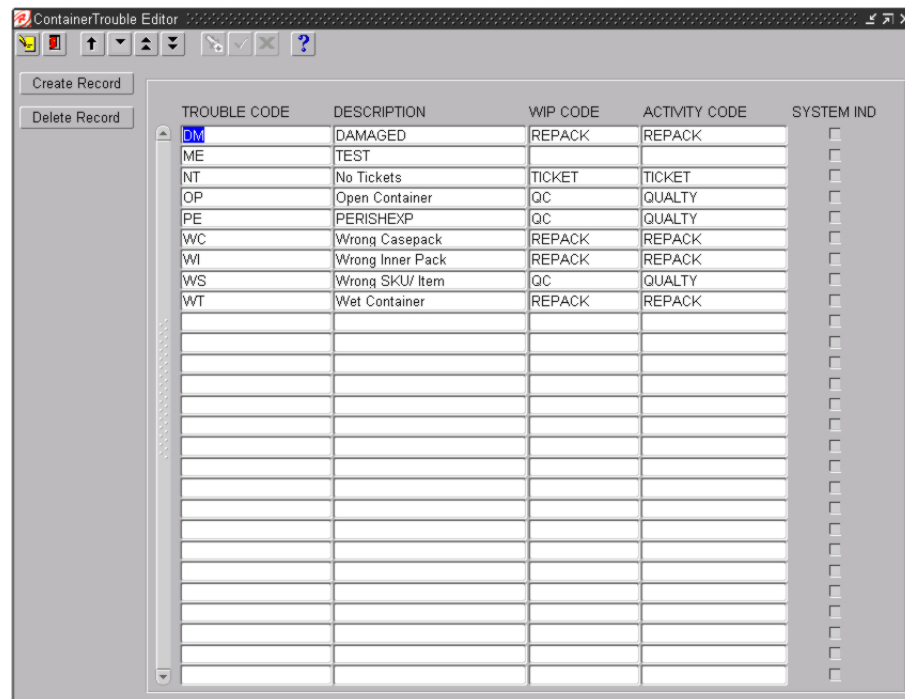 ContainerTrouble Editor
?
Create Record
Delete Record
TROUBLE CODE DESCRIPTION WIP CODE ACTIVITY CODE SYSTEM IND
DM DAMAGED REPACK REPACK
ME TEST
NT No Tickets TICKET TICKET
OP Open Container QC QUALTY
PE PERISHEXP QC QUALTY
WC Wrong Casepack REPACK REPACK
WI Wrong Inner Pack REPACK REPACK
WS Wrong SKU/ Item QC QUALTY
WT Wet Container REPACK REPACK